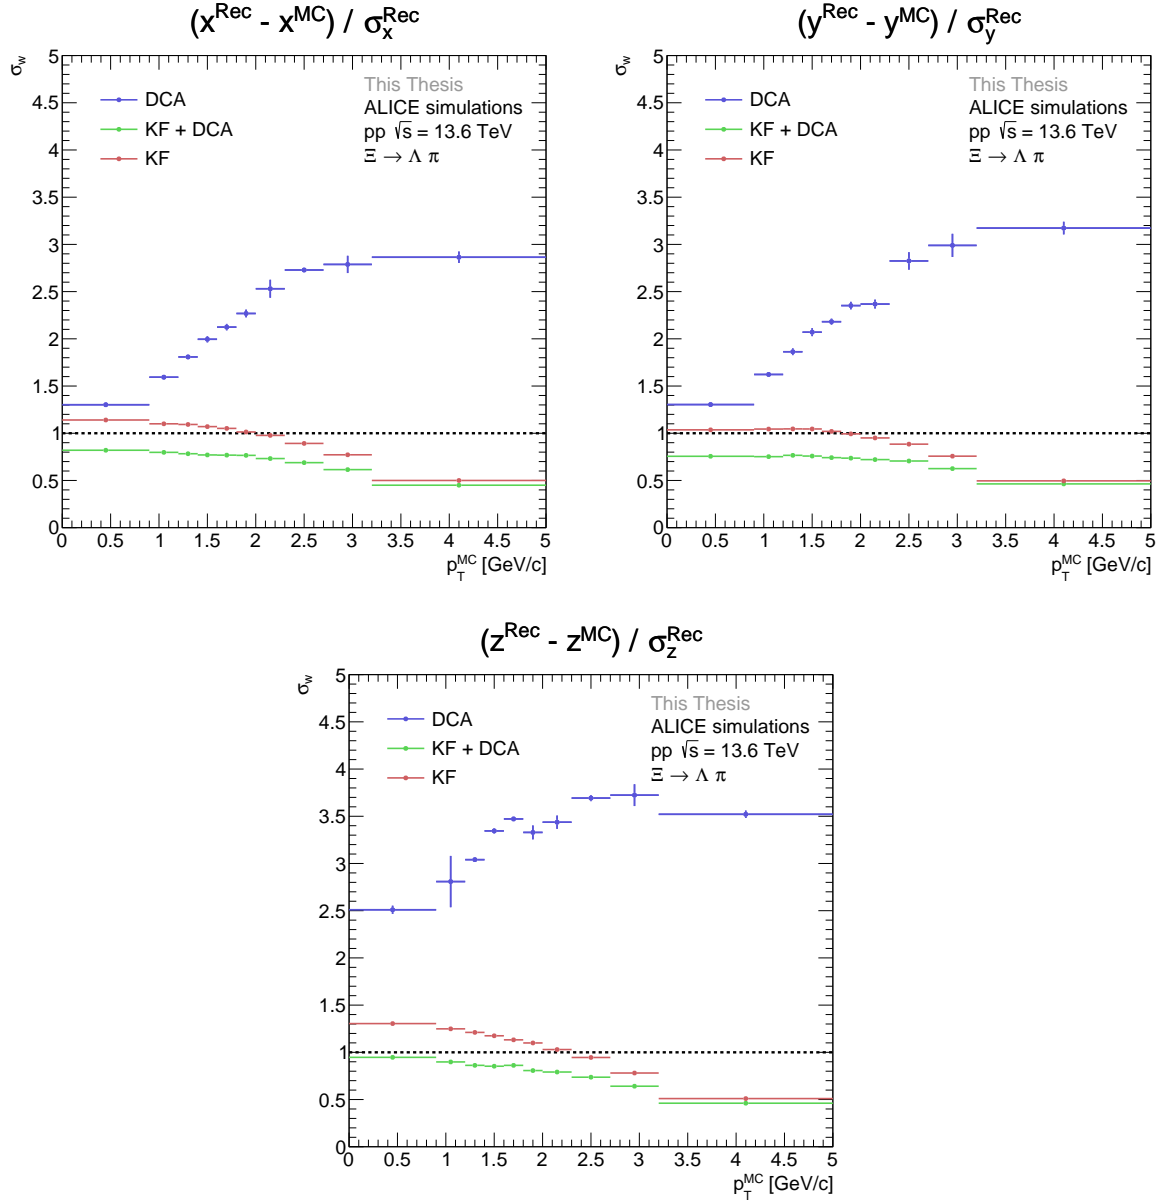 (x^Rec - x^MC) / σ_x^Rec
σ_w
5
4.5
4
3.5
3
2.5
2
1.5
1
0.5
0
DCA
KF + DCA
KF
This Thesis
ALICE simulations
pp √s = 13.6 TeV
Ξ → Λ π
0 0.5 1 1.5 2 2.5 3 3.5 4 4.5 5
p_T^MC [GeV/c]
(y^Rec - y^MC) / σ_y^Rec
σ_w
5
4.5
4
3.5
3
2.5
2
1.5
1
0.5
0
DCA
KF + DCA
KF
This Thesis
ALICE simulations
pp √s = 13.6 TeV
Ξ → Λ π
0 0.5 1 1.5 2 2.5 3 3.5 4 4.5 5
p_T^MC [GeV/c]
(z^Rec - z^MC) / σ_z^Rec
σ_w
5
4.5
4
3.5
3
2.5
2
1.5
1
0.5
0
DCA
KF + DCA
KF
This Thesis
ALICE simulations
pp √s = 13.6 TeV
Ξ → Λ π
0 0.5 1 1.5 2 2.5 3 3.5 4 4.5 5
p_T^MC [GeV/c]